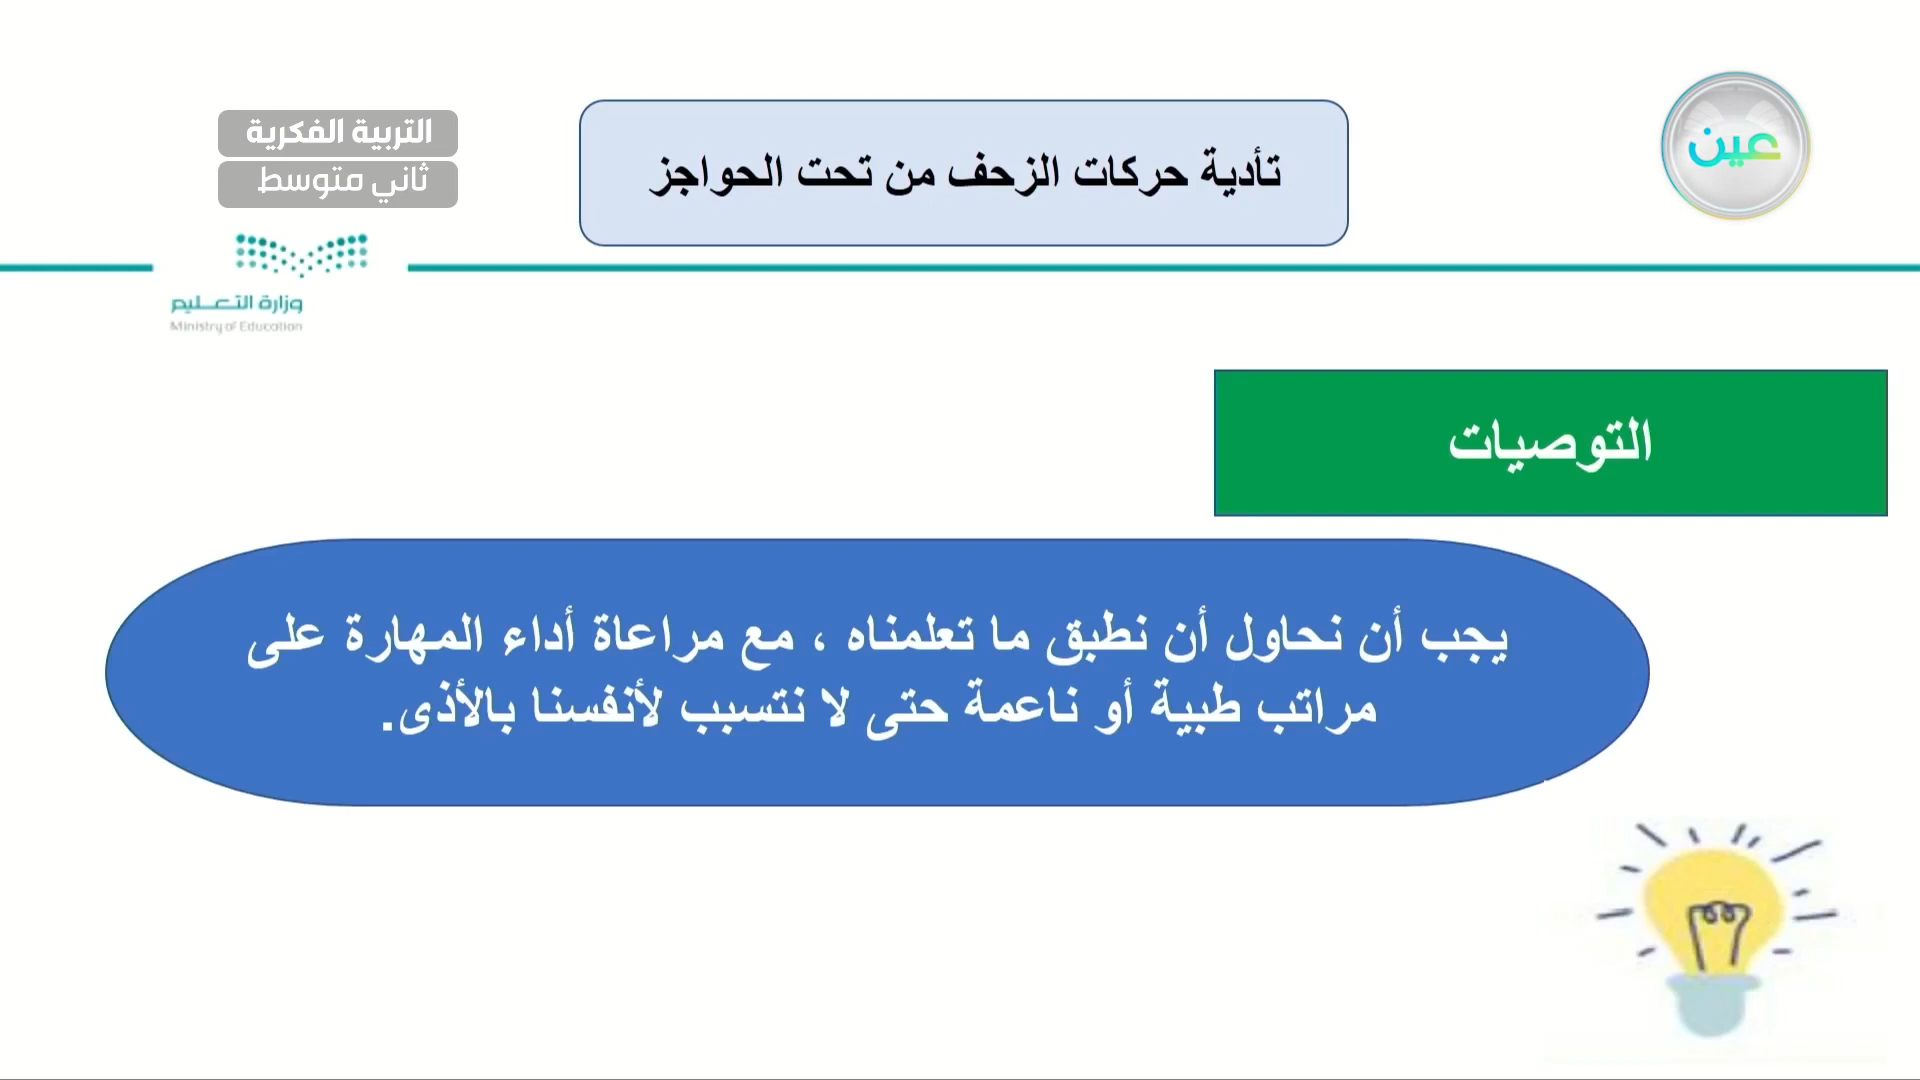 عين
تأدية حركات الزحف من تحت الحواجز
التربية الفكرية
ثاني متوسط
وزارة التعليم
Ministry of Education
التوصيات
يجب أن نحاول أن نطبق ما تعلمناه ، مع مراعاة أداء المهارة على
مراتب طبية أو ناعمة حتى لا نتسبب لأنفسنا بالأذى.